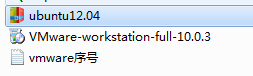 ubuntu12.04
VMware-workstation-full-10.0.3
vmware序号